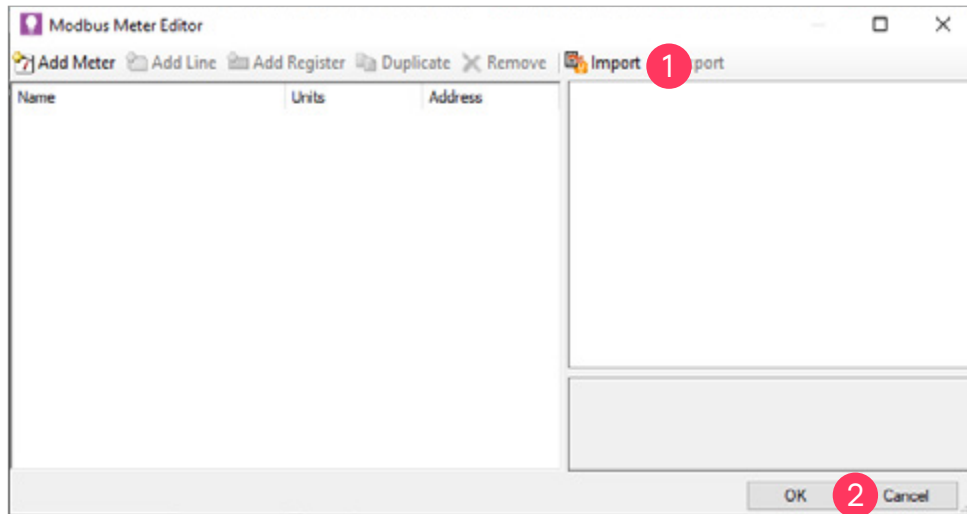 Modbus Meter Editor
Add Meter Add Line Add Register Duplicate Remove Import 1 port
Name Units Address
OK 2 Cancel